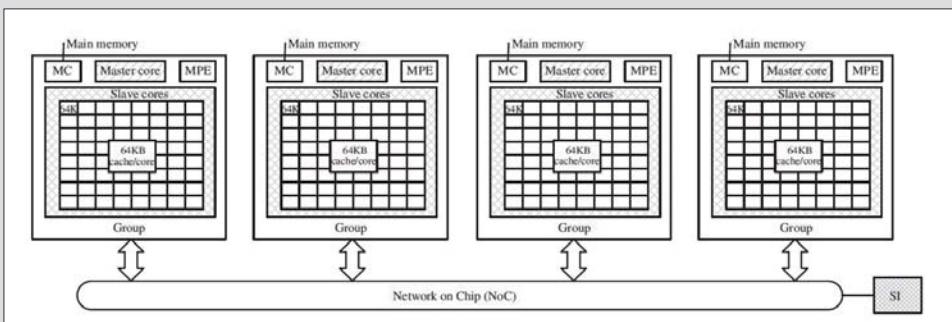 Main memory Main memory Main memory Main memory
MC Master core MPE MC Master core MPE MC Master core MPE MC Master core MPE
Slave cores Slave cores Slave cores Slave cores
64K 64K 64K 64K
64KB 64KB 64KB 64KB
cache/core cache/core cache/core cache/core
Group Group Group Group
Network on Chip (NoC) SI